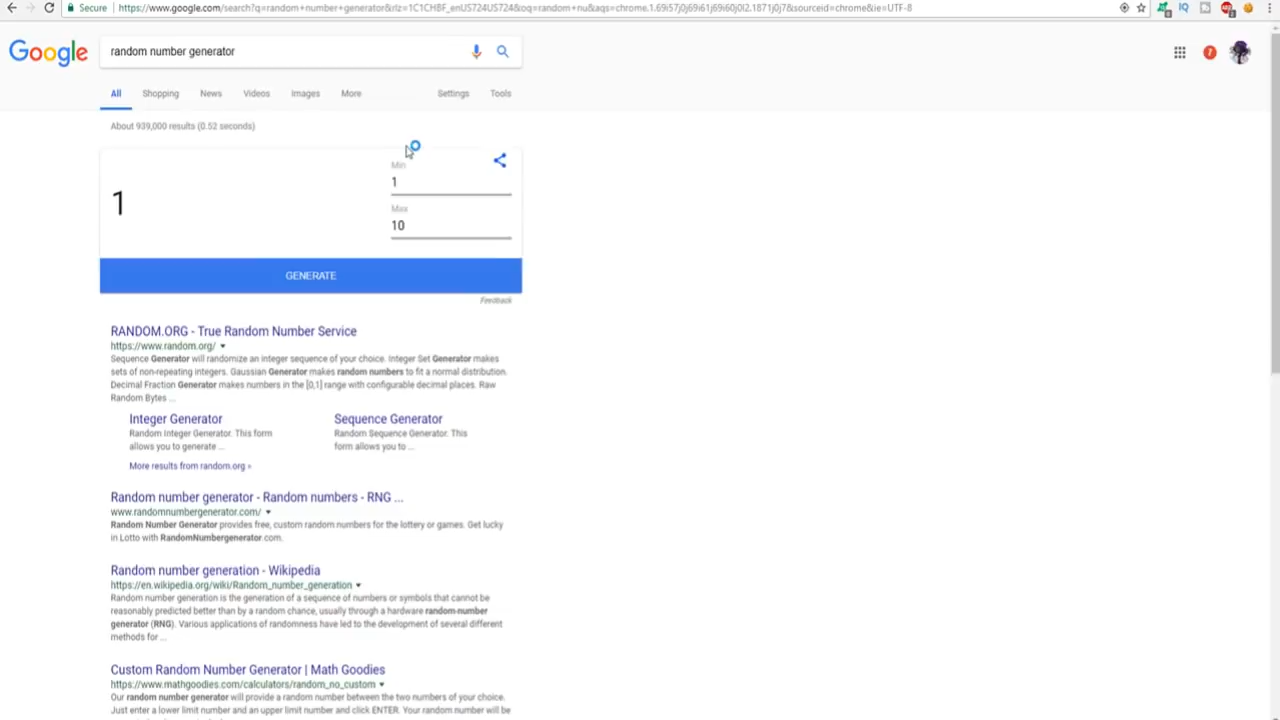 Secure https://www.google.com/search?q=random+number+generator&rlz=1C1CHBF_enUS724US724&oq=random+nu&aqs=chrome.1.69i57j0j69i61j69i60j0l2.1871j0j7&sourceid=chrome&ie=UTF-8
Google random number generator
7
All Shopping News Videos Images More Settings Tools
About 939,000 results (0.52 seconds)
Min
1
1
Max
10
GENERATE
Feedback
RANDOM.ORG - True Random Number Service
https://www.random.org/
Sequence Generator will randomize an integer sequence of your choice. Integer Set Generator makes
sets of non-repeating integers. Gaussian Generator makes random numbers to fit a normal distribution.
Decimal Fraction Generator makes numbers in the [0,1] range with configurable decimal places. Raw
Random Bytes ...
Integer Generator Sequence Generator
Random Integer Generator. This form Random Sequence Generator. This
allows you to generate ... form allows you to ...
More results from random.org »
Random number generator - Random numbers - RNG ...
www.randomnumbergenerator.com/
Random Number Generator provides free, custom random numbers for the lottery or games. Get lucky
in Lotto with RandomNumbergenerator.com.
Random number generation - Wikipedia
https://en.wikipedia.org/wiki/Random_number_generation
Random number generation is the generation of a sequence of numbers or symbols that cannot be
reasonably predicted better than by a random chance, usually through a hardware random-number
generator (RNG). Various applications of randomness have led to the development of several different
methods for ...
Custom Random Number Generator | Math Goodies
https://www.mathgoodies.com/calculators/random_no_custom
Our random number generator will provide a random number between the two numbers of your choice.
Just enter a lower limit number and an upper limit number and click ENTER. Your random number will be